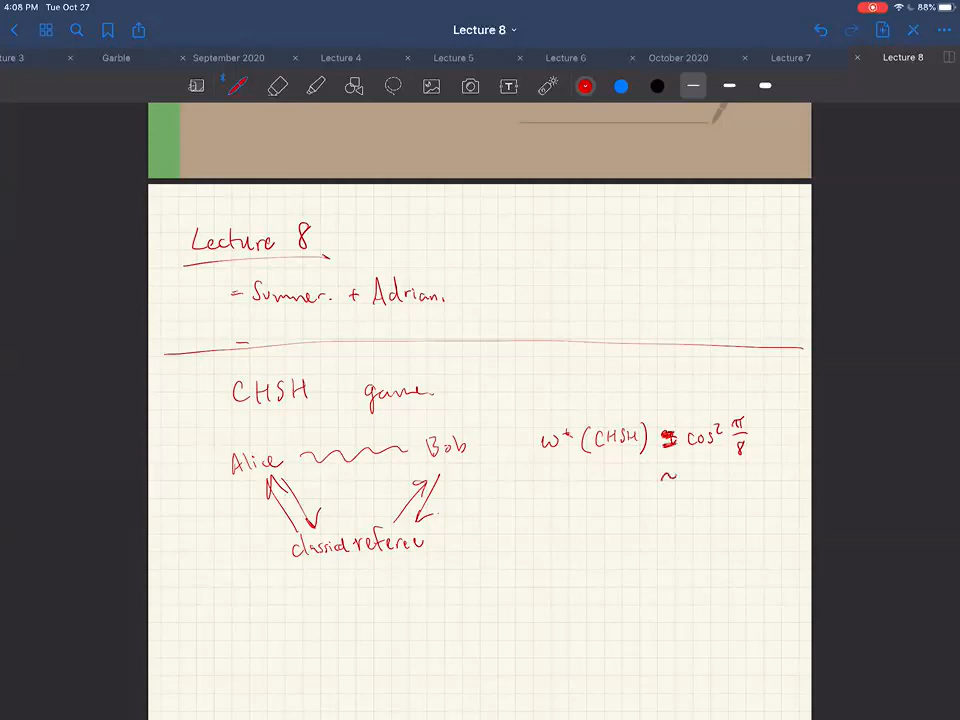 4:08 PM Tue Oct 27
88%
Lecture 8
ture 3
Garble
September 2020
Lecture 4
Lecture 5
Lecture 6
October 2020
Lecture 7
Lecture 8
T
Lecture 8
= Summer. + Adrian.
-
CHSH game.
Alice Bob
ω* (CHSH) = cos² π/8
~
classical referee